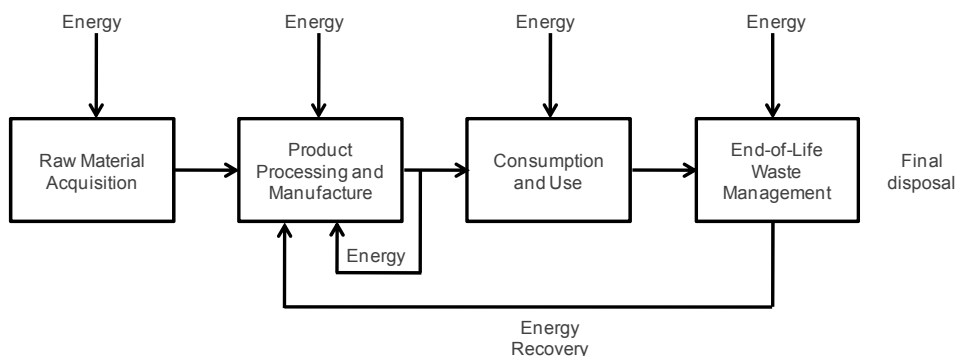 Energy
Energy
Energy
Energy
Raw Material
Acquisition
Product
Processing and
Manufacture
Consumption
and Use
End-of-Life
Waste
Management
Final
disposal
Energy
Energy
Recovery